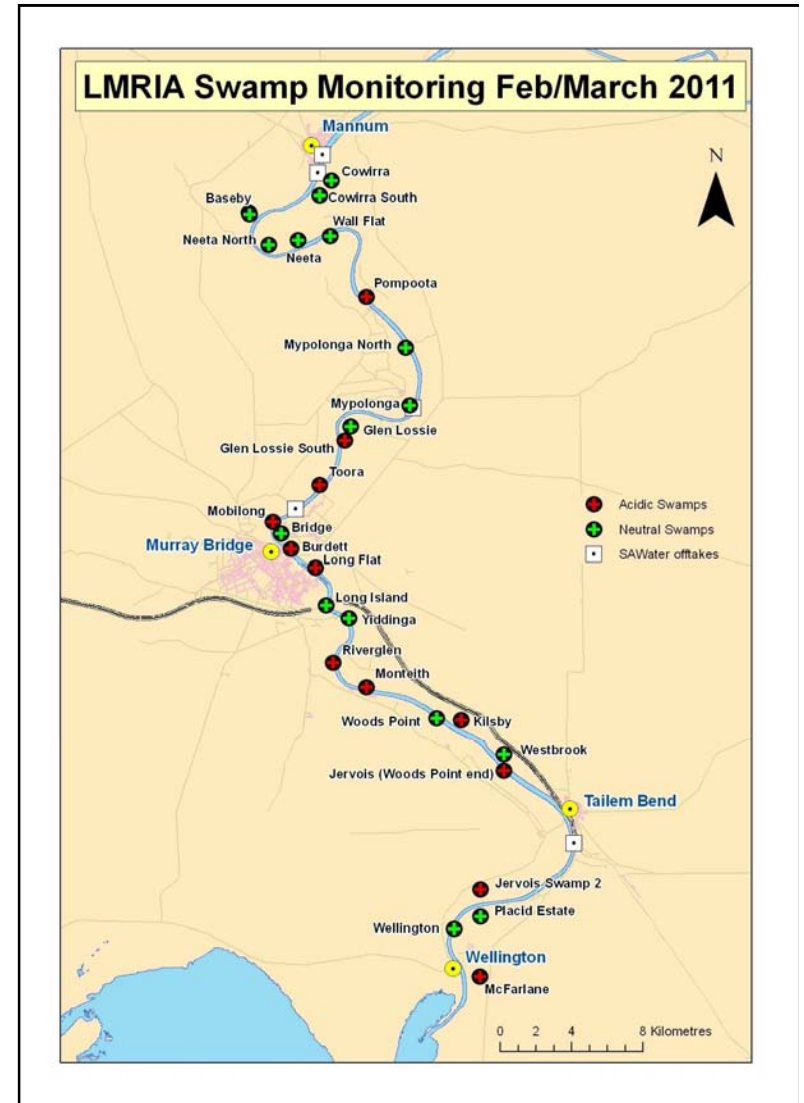 LMRIA Swamp Monitoring Feb/March 2011
Mannum
N
Cowirra
Cowirra South
Baseby
Wall Flat
Neeta North
Neeta
Pompoota
Mypolonga North
Mypolonga
Glen Lossie
Glen Lossie South
Toora
Acidic Swamps
Neutral Swamps
SAWater offtakes
Mobilong
Bridge
Murray Bridge
Burdett
Long Flat
Long Island
Yiddinga
Riverglen
Monteith
Woods Point
Kilsby
Westbrook
Jervois (Woods Point end)
Tailem Bend
Jervois Swamp 2
Placid Estate
Wellington
Wellington
McFarlane
0 2 4 8 Kilometres